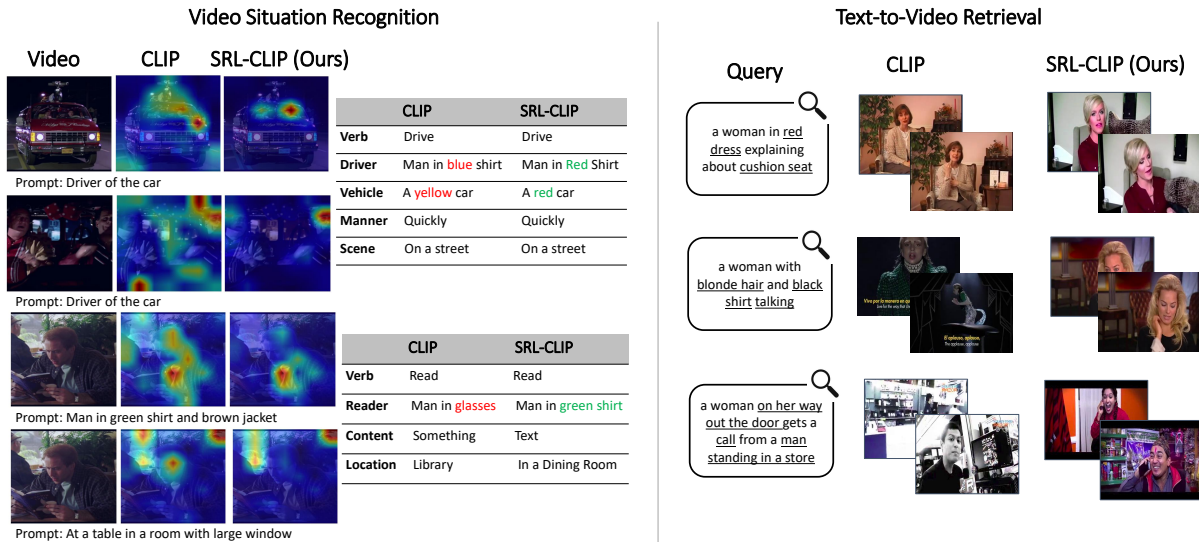 Video Situation Recognition
Video CLIP SRL-CLIP (Ours)
Prompt: Driver of the car
Prompt: Driver of the car
Prompt: Man in green shirt and brown jacket
Prompt: At a table in a room with large window
CLIP SRL-CLIP
Verb Drive Drive
Driver Man in blue shirt Man in Red Shirt
Vehicle A yellow car A red car
Manner Quickly Quickly
Scene On a street On a street
CLIP SRL-CLIP
Verb Read Read
Reader Man in glasses Man in green shirt
Content Something Text
Location Library In a Dining Room
Text-to-Video Retrieval
Query CLIP SRL-CLIP (Ours)
a woman in red
dress explaining
about cushion seat
a woman with
blonde hair and black
shirt talking
El aplauso, aplauso,
The applause, applause
a woman on her way
out the door gets a
call from a man
standing in a store